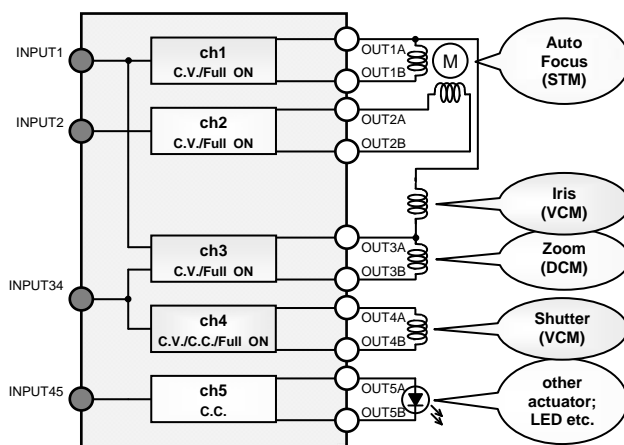 INPUT1
INPUT2
INPUT34
INPUT45
ch1
C.V./Full ON
ch2
C.V./Full ON
ch3
C.V./Full ON
ch4
C.V./C.C./Full ON
ch5
C.C.
OUT1A
OUT1B
OUT2A
OUT2B
OUT3A
OUT3B
OUT4A
OUT4B
OUT5A
OUT5B
M
Auto
Focus
(STM)
Iris
(VCM)
Zoom
(DCM)
Shutter
(VCM)
other
actuator;
LED etc.